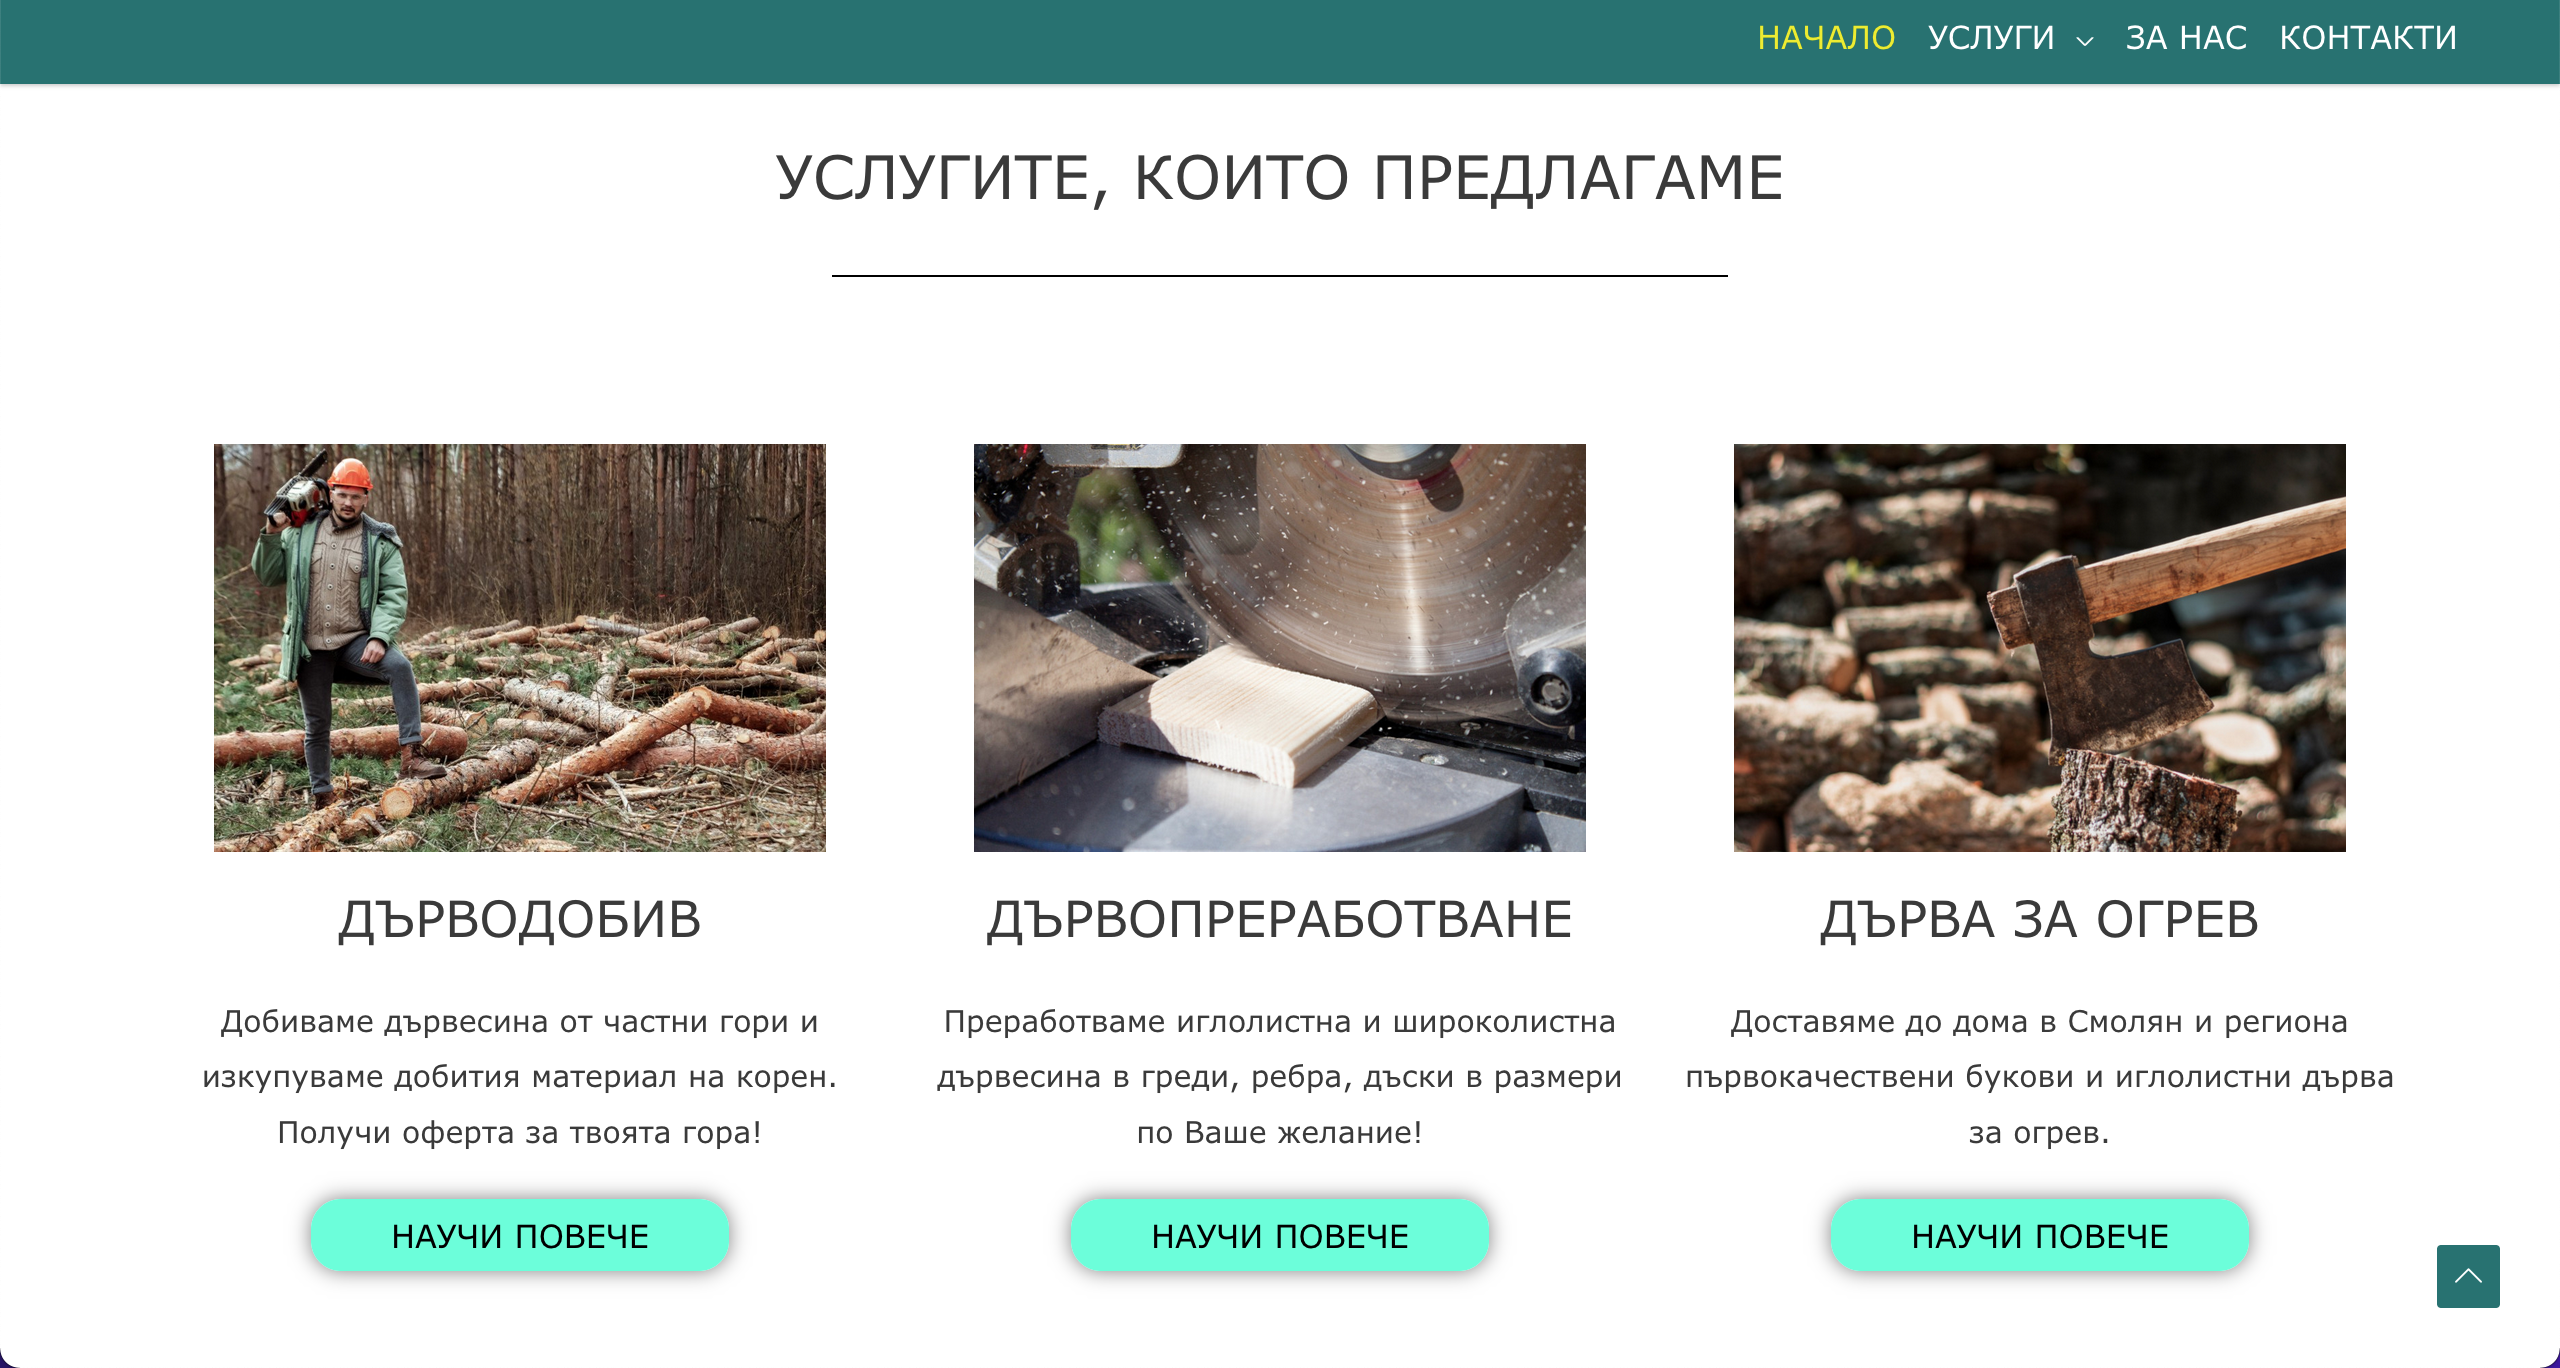 НАЧАЛО УСЛУГИ ЗА НАС КОНТАКТИ
УСЛУГИТЕ, КОИТО ПРЕДЛАГАМЕ
ДЪРВОДОБИВ
Добиваме дървесина от частни гори и
изкупуваме добития материал на корен.
Получи оферта за твоята гора!
НАУЧИ ПОВЕЧЕ
ДЪРВОПРЕРАБОТВАНЕ
Преработваме иглолистна и широколистна
дървесина в греди, ребра, дъски в размери
по Ваше желание!
НАУЧИ ПОВЕЧЕ
ДЪРВА ЗА ОГРЕВ
Доставяме до дома в Смолян и региона
първокачествени букови и иглолистни дърва
за огрев.
НАУЧИ ПОВЕЧЕ